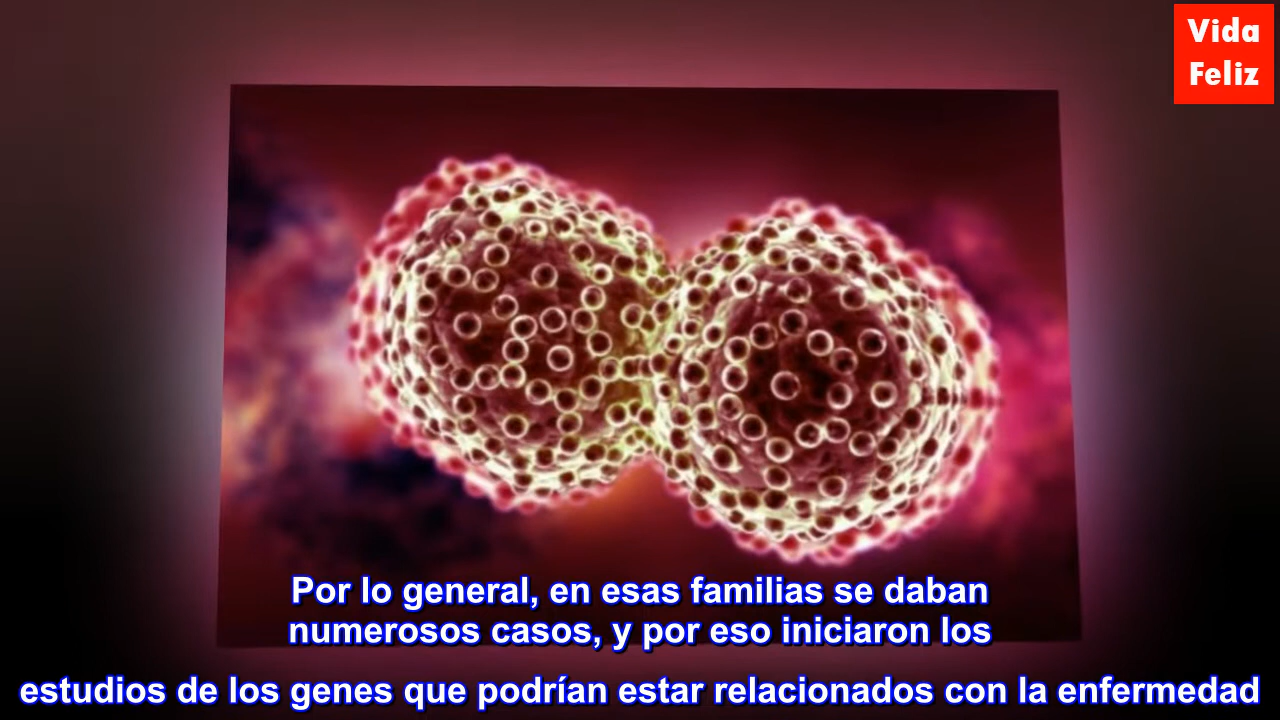 Vida
Feliz
Por lo general, en esas familias se daban
numerosos casos, y por eso iniciaron los
estudios de los genes que podrían estar relacionados con la enfermedad